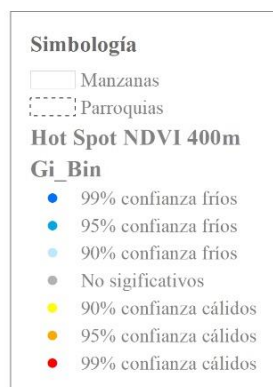 Simbología
Manzanas
Parroquias
Hot Spot NDVI 400m
Gi_Bin
99% confianza fríos
95% confianza fríos
90% confianza fríos
No sigificativos
90% confianza cálidos
95% confianza cálidos
99% confianza cálidos